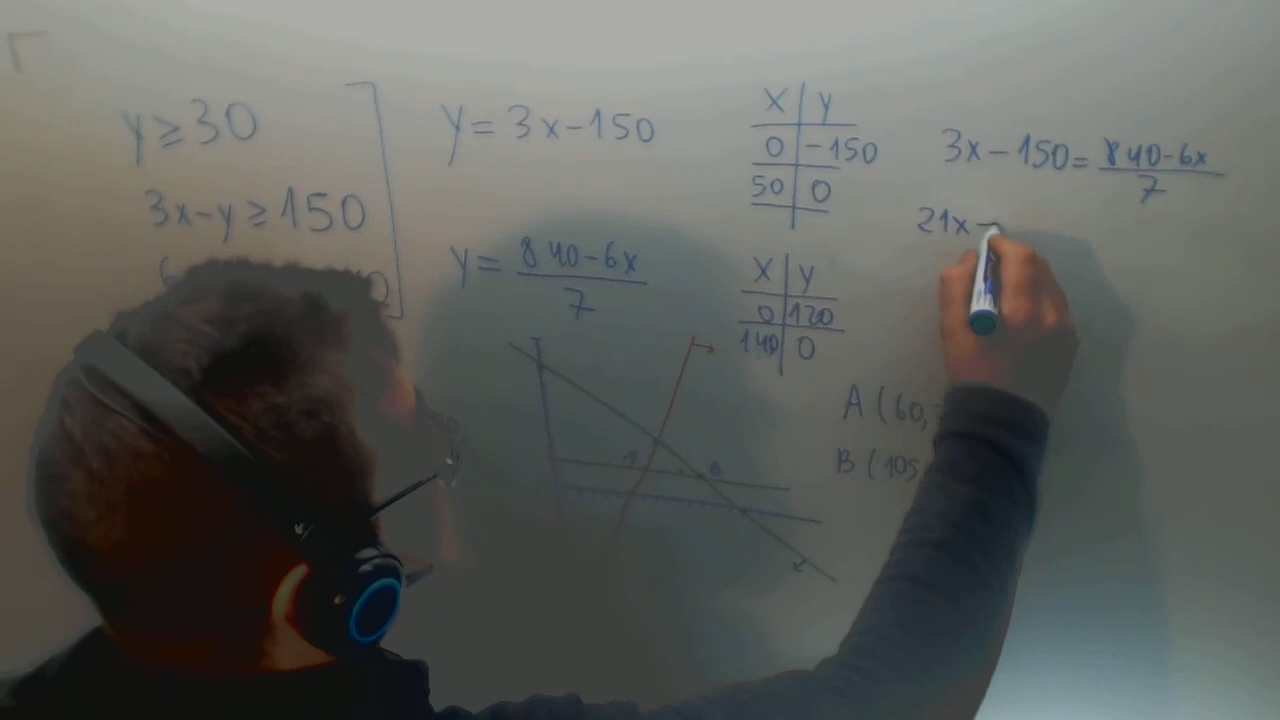 y ≥ 30
3x-y ≥ 150
y = 3x-150
y = 840-6x
7
x y
0 -150
50 0
x y
0 120
140 0
3x-150 = 840-6x
7
21x -
A (60,
B (105